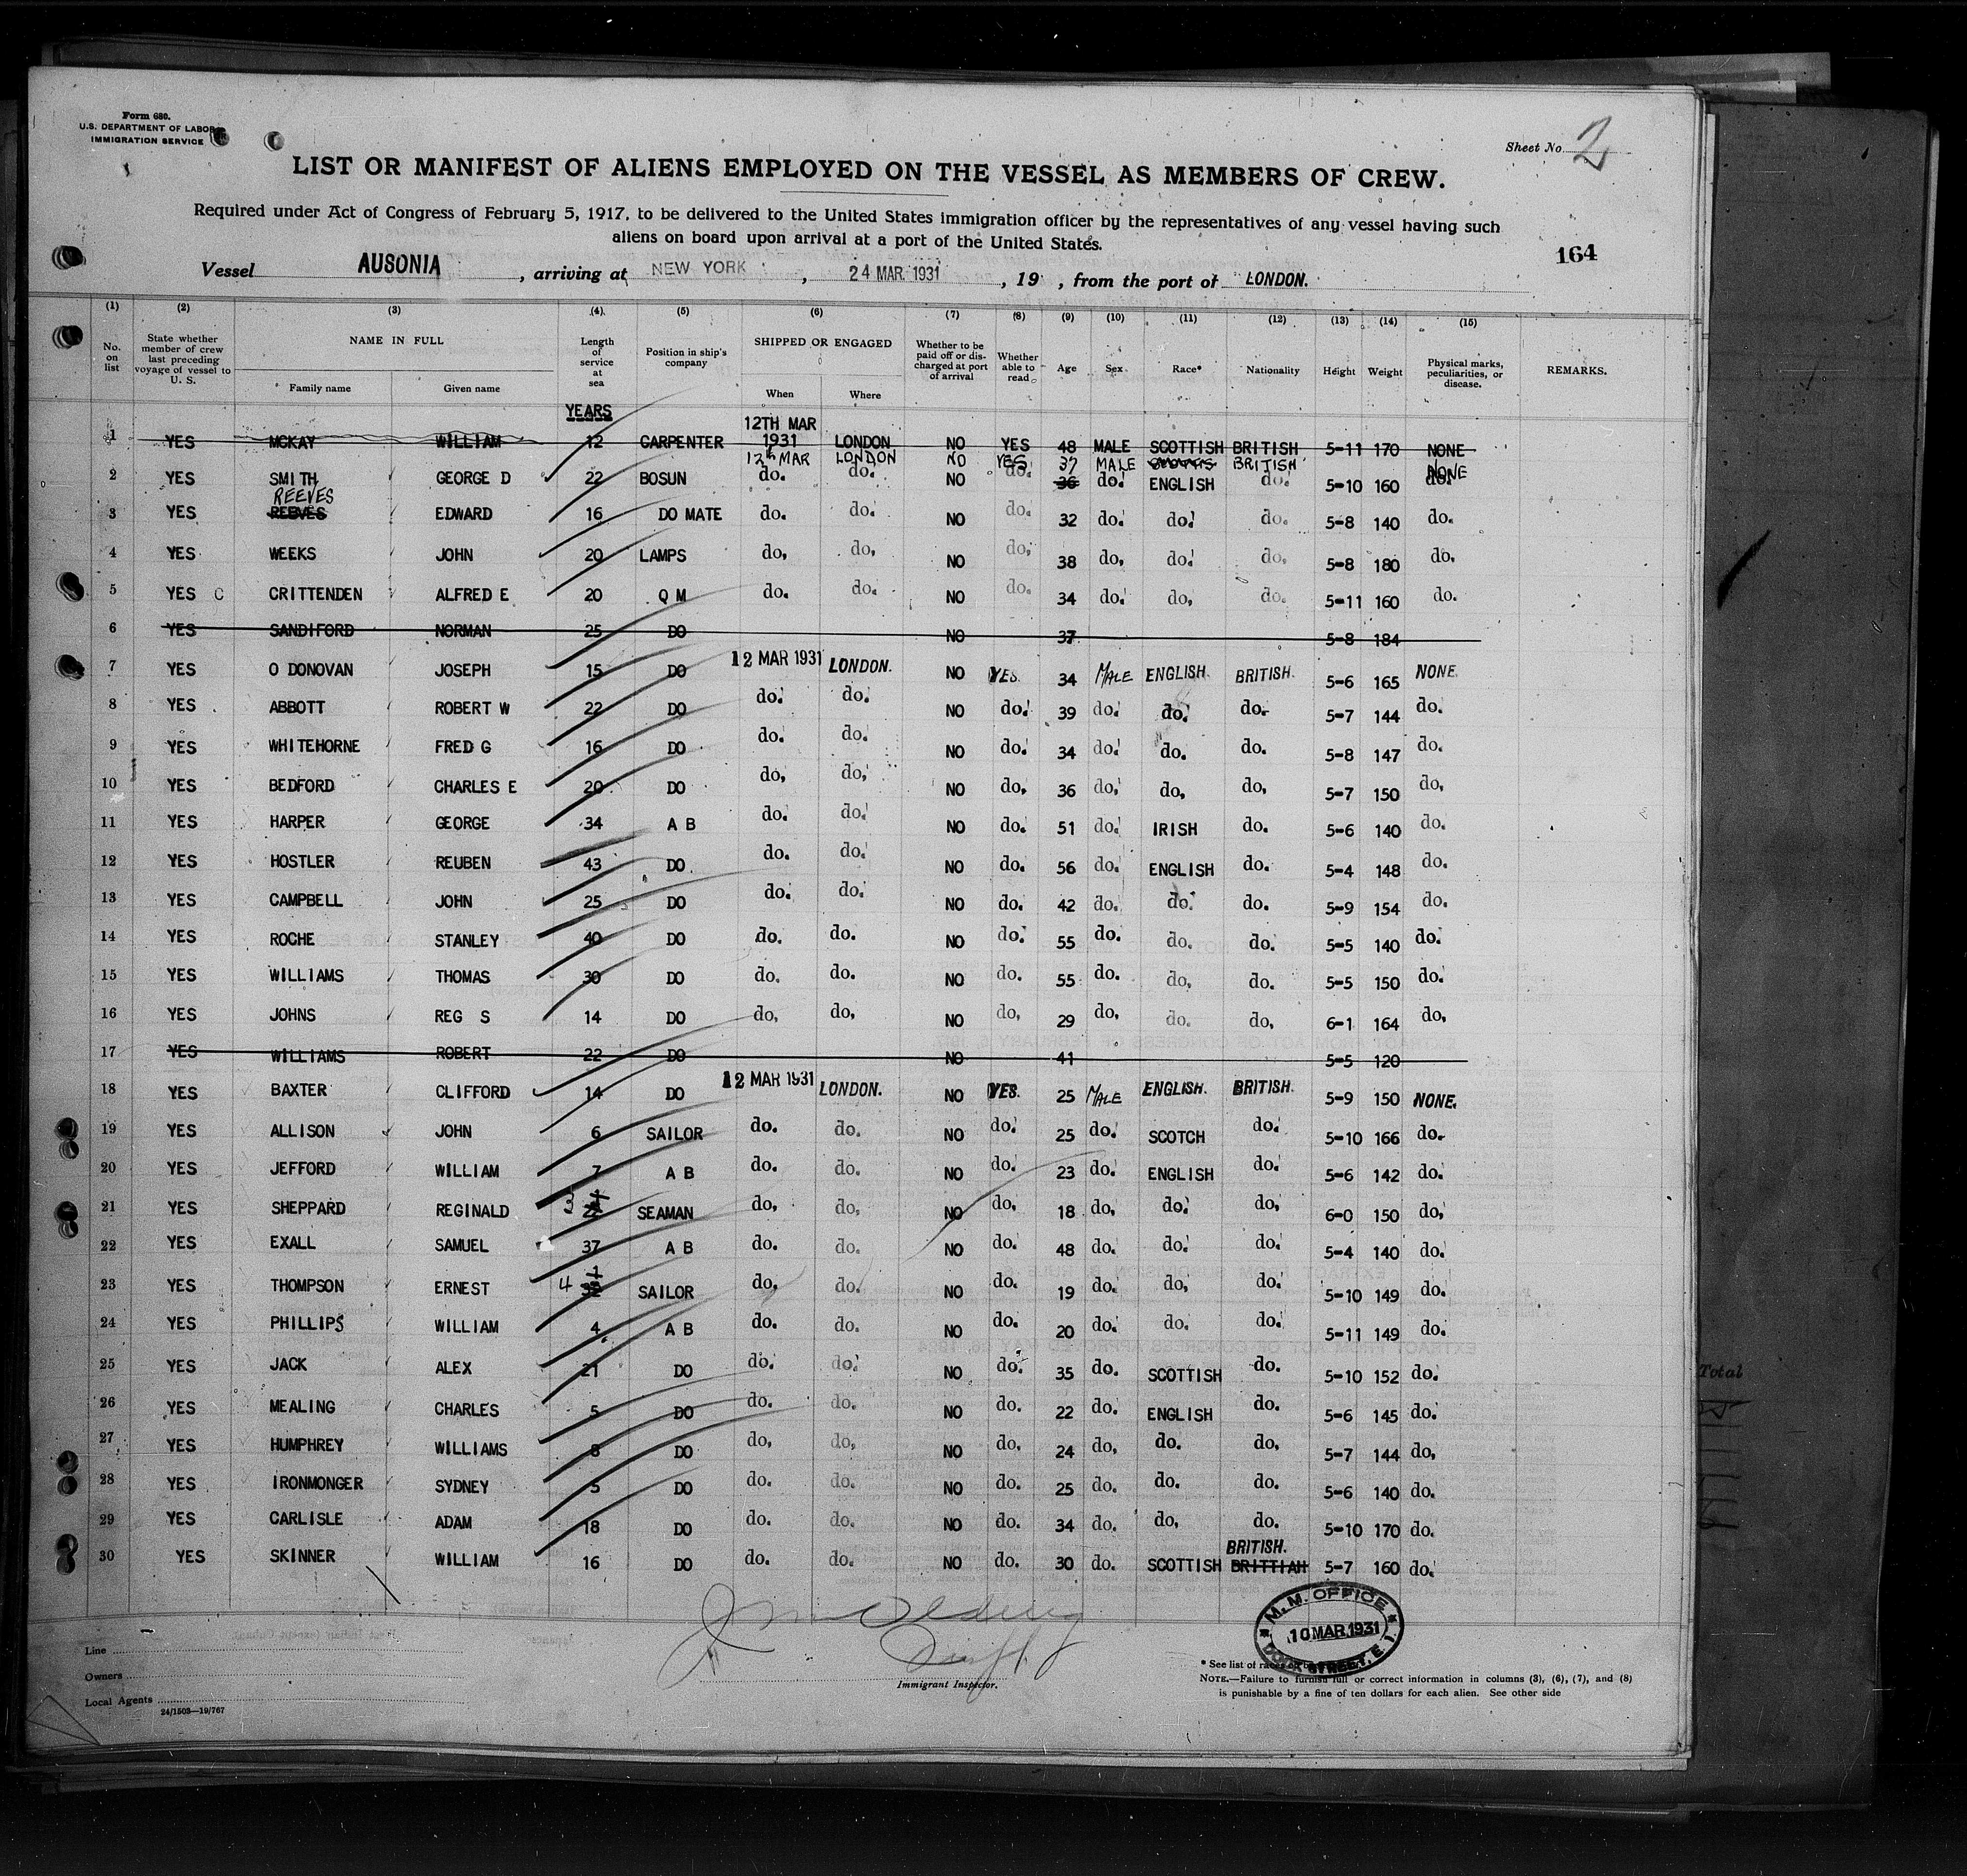 Form 680.
U.S. DEPARTMENT OF LABOR
IMMIGRATION SERVICE
Sheet No. 2
LIST OR MANIFEST OF ALIENS EMPLOYED ON THE VESSEL AS MEMBERS OF CREW.
Required under Act of Congress of February 5, 1917, to be delivered to the United States immigration officer by the representatives of any vessel having such
aliens on board upon arrival at a port of the United States.
164
Vessel AUSONIA, arriving at NEW YORK, 24 MAR. 1931, 19 , from the port of LONDON.
(1) (2) (3) (4) (5) (6) (7) (8) (9) (10) (11) (12) (13) (14) (15)
No. on list State whether member of crew last preceding voyage of vessel to U. S. NAME IN FULL Family name Given name Length of service at sea Position in ship's company SHIPPED OR ENGAGED When Where Whether to be paid off or discharged at port of arrival Whether able to read Age Sex Race* Nationality Height Weight Physical marks, peculiarities, or disease. REMARKS.
YEARS
1 YES MCKAY WILLIAM 12 CARPENTER 12TH MAR 1931 LONDON NO YES 48 MALE SCOTTISH BRITISH 5-11 170 NONE
12th MAR LONDON NO YES 37 MALE BRITISH NONE
2 YES SMITH GEORGE D 22 BOSUN do. do. NO do. 36 do. ENGLISH do. 5-10 160 do.
REEVES
3 YES REEVES EDWARD 16 DO MATE do. do. NO do. 32 do. do. do. 5-8 140 do.
4 YES WEEKS JOHN 20 LAMPS do. do. NO do. 38 do. do. do. 5-8 180 do.
5 YES C CRITTENDEN ALFRED E 20 Q M do. do. NO do. 34 do. do. do. 5-11 160 do.
6 YES SANDIFORD NORMAN 25 DO NO 37 5-8 184
7 YES O DONOVAN JOSEPH 15 DO 12 MAR 1931 LONDON. NO YES. 34 MALE ENGLISH. BRITISH. 5-6 165 NONE.
8 YES ABBOTT ROBERT W 22 DO do. do. NO do. 39 do. do. do. 5-7 144 do.
9 YES WHITEHORNE FRED G 16 DO do. do. NO do. 34 do. do. do. 5-8 147 do.
10 YES BEDFORD CHARLES E 20 DO do. do. NO do. 36 do. do. do. 5-7 150 do.
11 YES HARPER GEORGE 34 A B do. do. NO do. 51 do. IRISH do. 5-6 140 do.
12 YES HOSTLER REUBEN 43 DO do. do. NO do. 56 do. ENGLISH do. 5-4 148 do.
13 YES CAMPBELL JOHN 25 DO do. do. NO do. 42 do. do. do. 5-9 154 do.
14 YES ROCHE STANLEY 40 DO do. do. NO do. 55 do. do. do. 5-5 140 do.
15 YES WILLIAMS THOMAS 30 DO do. do. NO do. 55 do. do. do. 5-5 150 do.
16 YES JOHNS REG S 14 DO do. do. NO do. 29 do. do. do. 6-1 164 do.
17 YES WILLIAMS ROBERT 22 DO NO 41 5-5 120
18 YES BAXTER CLIFFORD 14 DO 12 MAR 1931 LONDON. NO YES. 25 MALE ENGLISH. BRITISH. 5-9 150 NONE.
19 YES ALLISON JOHN 6 SAILOR do. do. NO do. 25 do. SCOTCH do. 5-10 166 do.
20 YES JEFFORD WILLIAM 7 A B do. do. NO do. 23 do. ENGLISH do. 5-6 142 do.
21 YES SHEPPARD REGINALD 3 SEAMAN do. do. NO do. 18 do. do. do. 6-0 150 do.
22 YES EXALL SAMUEL 37 A B do. do. NO do. 48 do. do. do. 5-4 140 do.
23 YES THOMPSON ERNEST 4 SAILOR do. do. NO do. 19 do. do. do. 5-10 149 do.
24 YES PHILLIPS WILLIAM 4 A B do. do. NO do. 20 do. do. do. 5-11 149 do.
25 YES JACK ALEX 21 DO do. do. NO do. 35 do. SCOTTISH do. 5-10 152 do.
26 YES MEALING CHARLES 5 DO do. do. NO do. 22 do. ENGLISH do. 5-6 145 do.
27 YES HUMPHREY WILLIAMS 8 DO do. do. NO do. 24 do. do. do. 5-7 144 do.
28 YES IRONMONGER SYDNEY 5 DO do. do. NO do. 25 do. do. do. 5-6 140 do.
29 YES CARLISLE ADAM 18 DO do. do. NO do. 34 do. do. do. 5-10 170 do.
BRITISH.
30 YES SKINNER WILLIAM 16 DO do. do. NO do. 30 do. SCOTTISH BRITTIAH 5-7 160 do.
M.M. OFFICE
10 MAR. 1931
DOCK STREET, E. 1.
Line
Owners
Local Agents
24/1503—19/767
Immigrant Inspector.
* See list of races
NOTE.—Failure to furnish full or correct information in columns (3), (6), (7), and (8)
is punishable by a fine of ten dollars for each alien. See other side
Total